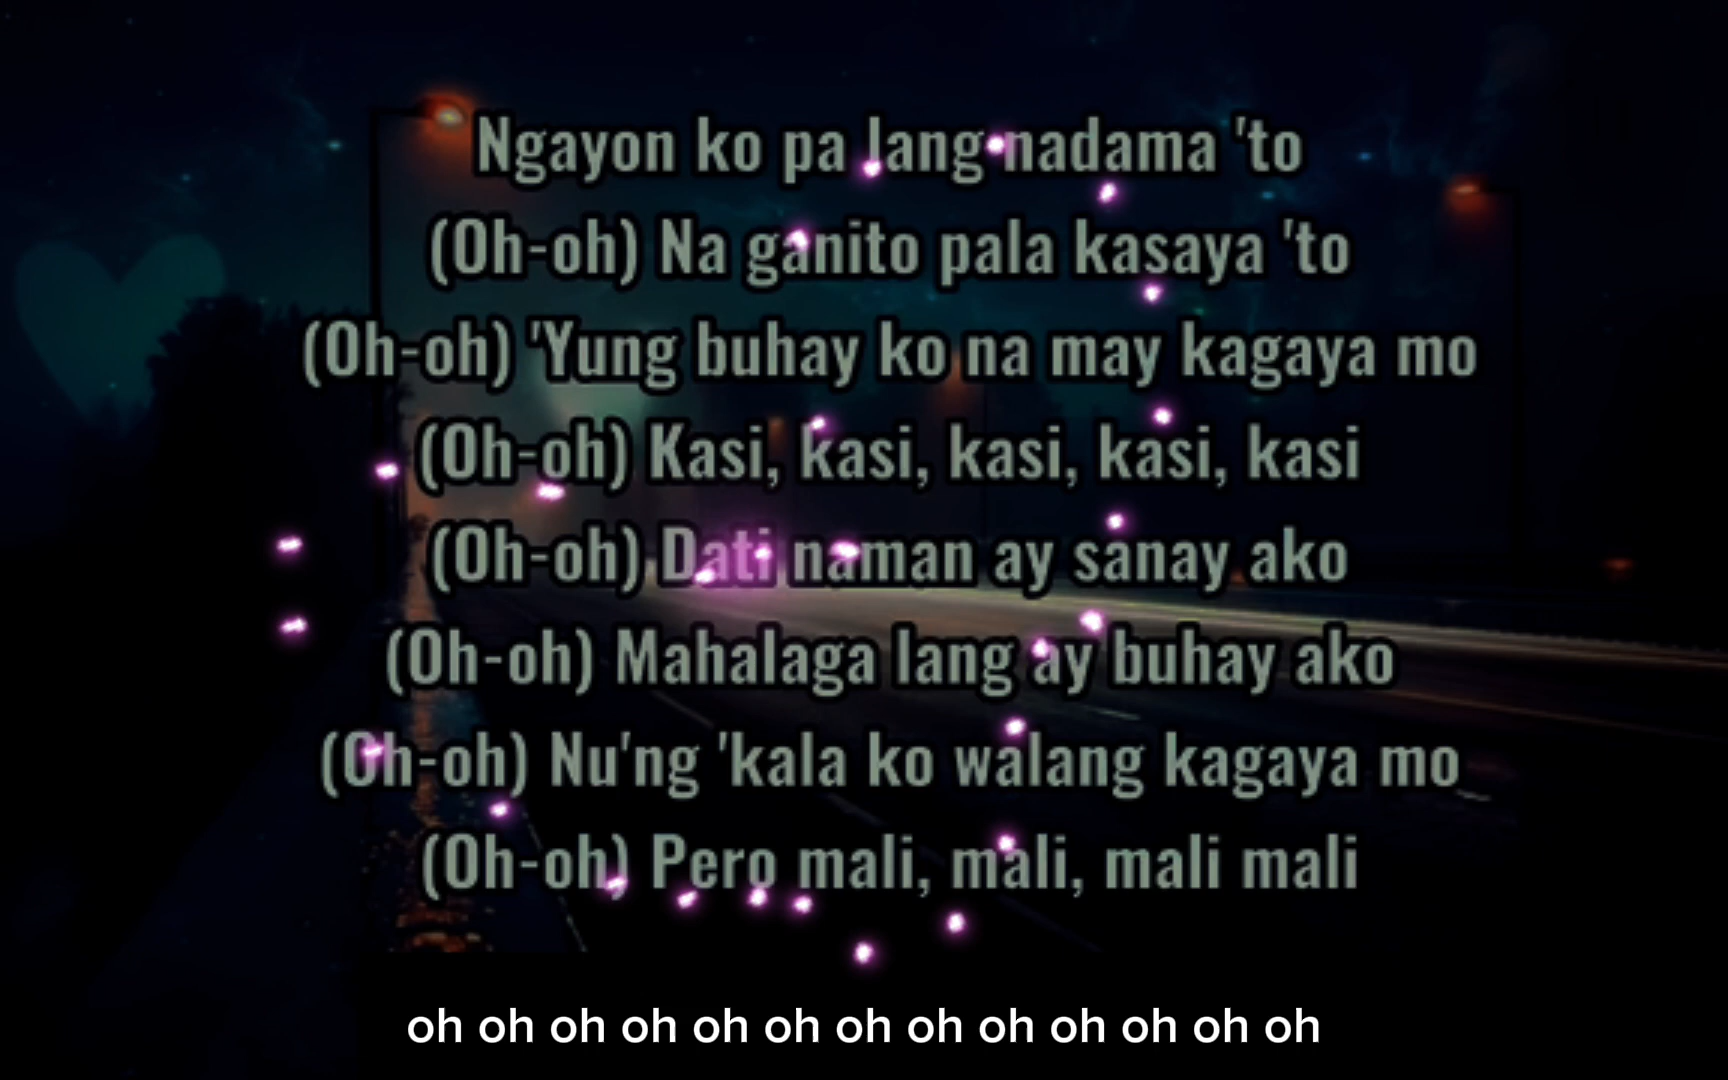 Ngayon ko pa lang nadama 'to
(Oh-oh) Na ganito pala kasaya 'to
(Oh-oh) 'Yung buhay ko na may kagaya mo
(Oh-oh) Kasi, kasi, kasi, kasi, kasi
(Oh-oh) Dati naman ay sanay ako
(Oh-oh) Mahalaga lang ay buhay ako
(Oh-oh) Nu'ng 'kala ko walang kagaya mo
(Oh-oh) Pero mali, mali, mali mali
oh oh oh oh oh oh oh oh oh oh oh oh oh